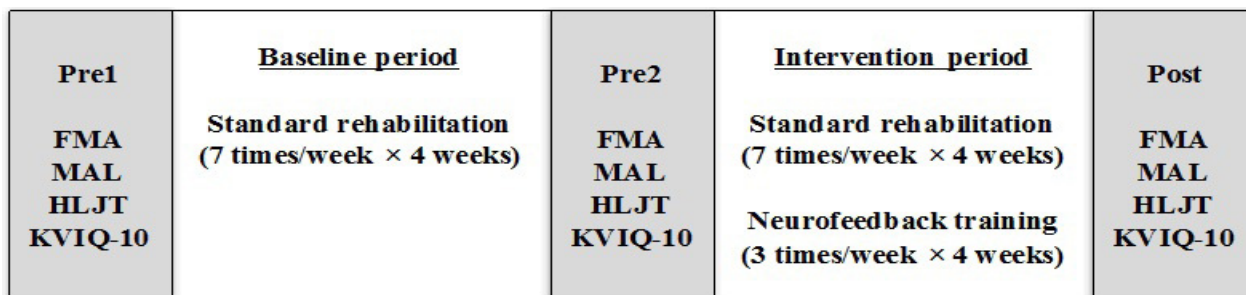 Pre1
FMA
MAL
HLJT
KVIQ-10
Baseline period
Standard rehabilitation
(7 times/week × 4 weeks)
Pre2
FMA
MAL
HLJT
KVIQ-10
Intervention period
Standard rehabilitation
(7 times/week × 4 weeks)
Neurofeedback training
(3 times/week × 4 weeks)
Post
FMA
MAL
HLJT
KVIQ-10